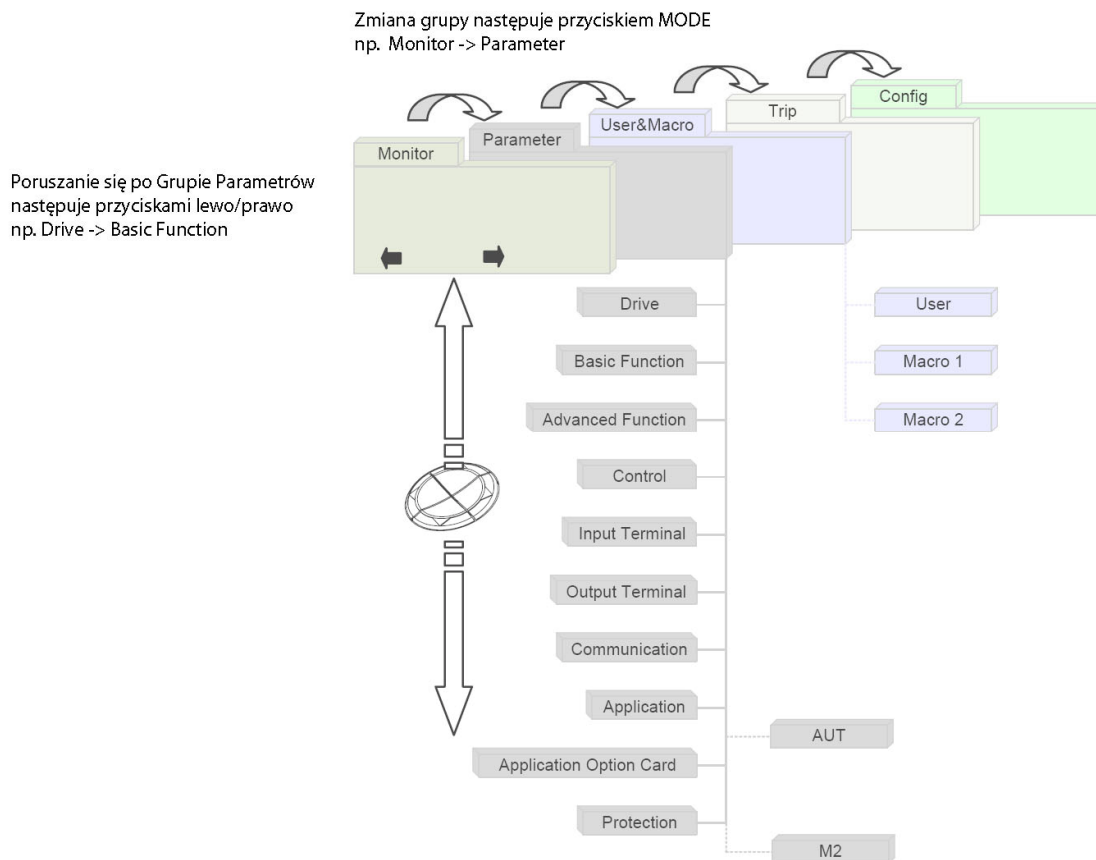 Zmiana grupy następuje przyciskiem MODE
np. Monitor -> Parameter
Config
Trip
User&Macro
Parameter
Monitor
Poruszanie się po Grupie Parametrów
następuje przyciskami lewo/prawo
np. Drive -> Basic Function
Drive
User
Basic Function
Macro 1
Advanced Function
Macro 2
Control
Input Terminal
Output Terminal
Communication
Application
AUT
Application Option Card
Protection
M2